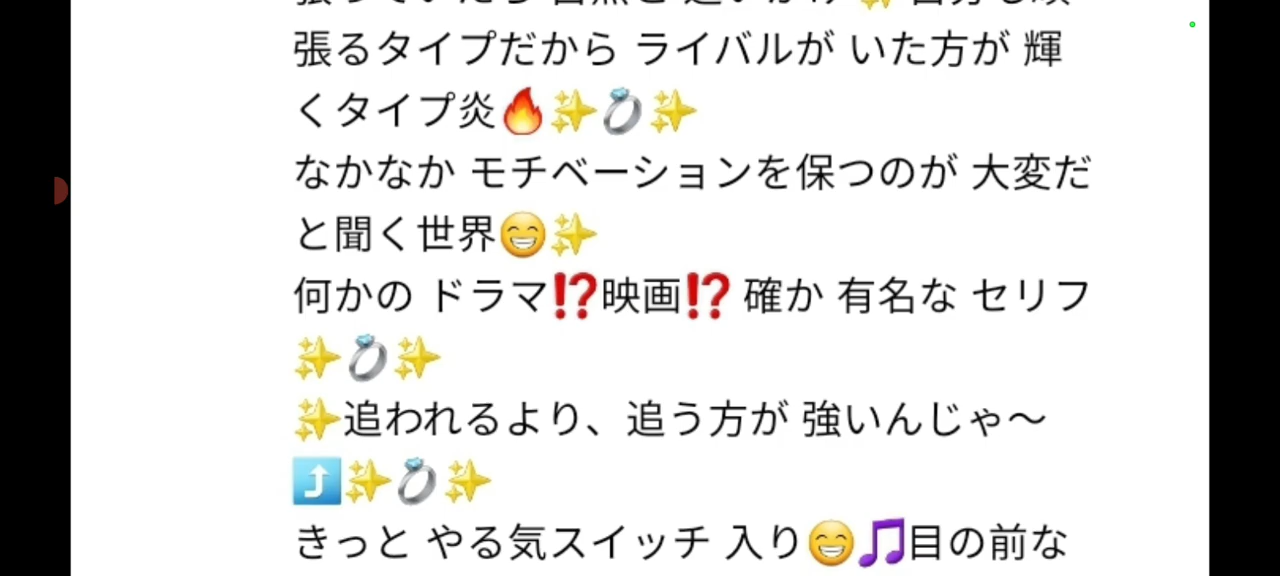 張るタイプだから ライバルが いた方が 輝
くタイプ炎🔥✨💍✨
なかなか モチベーションを保つのが 大変だ
と聞く世界😁✨
何かの ドラマ⁉️映画⁉️ 確か 有名な セリフ
✨💍✨
✨追われるより、追う方が 強いんじゃ〜
⤴️✨💍✨
きっと やる気スイッチ 入り😁🎵目の前な